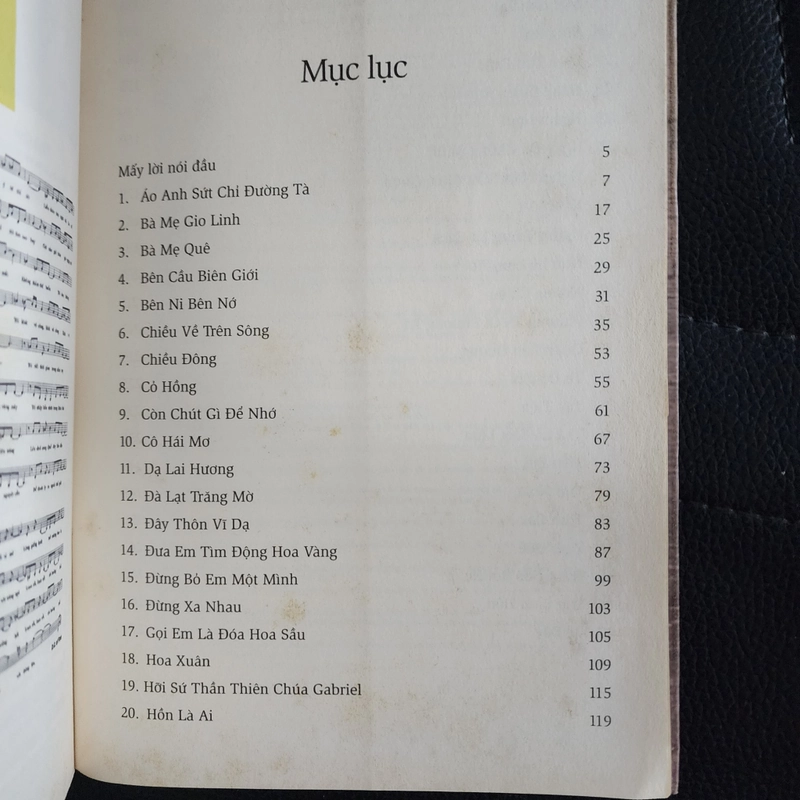 Mục lục
Mấy lời nói đầu 5
1. Áo Anh Sứt Chỉ Đường Tà 7
2. Bà Mẹ Gio Linh 17
3. Bà Mẹ Quê 25
4. Bên Cầu Biên Giới 29
5. Bên Ni Bên Nớ 31
6. Chiều Về Trên Sông 35
7. Chiều Đông 53
8. Cỏ Hồng 55
9. Còn Chút Gì Để Nhớ 61
10. Cô Hái Mơ 67
11. Dạ Lai Hương 73
12. Đà Lạt Trăng Mờ 79
13. Đây Thôn Vĩ Dạ 83
14. Đưa Em Tìm Động Hoa Vàng 87
15. Đừng Bỏ Em Một Mình 99
16. Đừng Xa Nhau 103
17. Gọi Em Là Đóa Hoa Sầu 105
18. Hoa Xuân 109
19. Hỡi Sứ Thần Thiên Chúa Gabriel 115
20. Hồn Là Ai 119